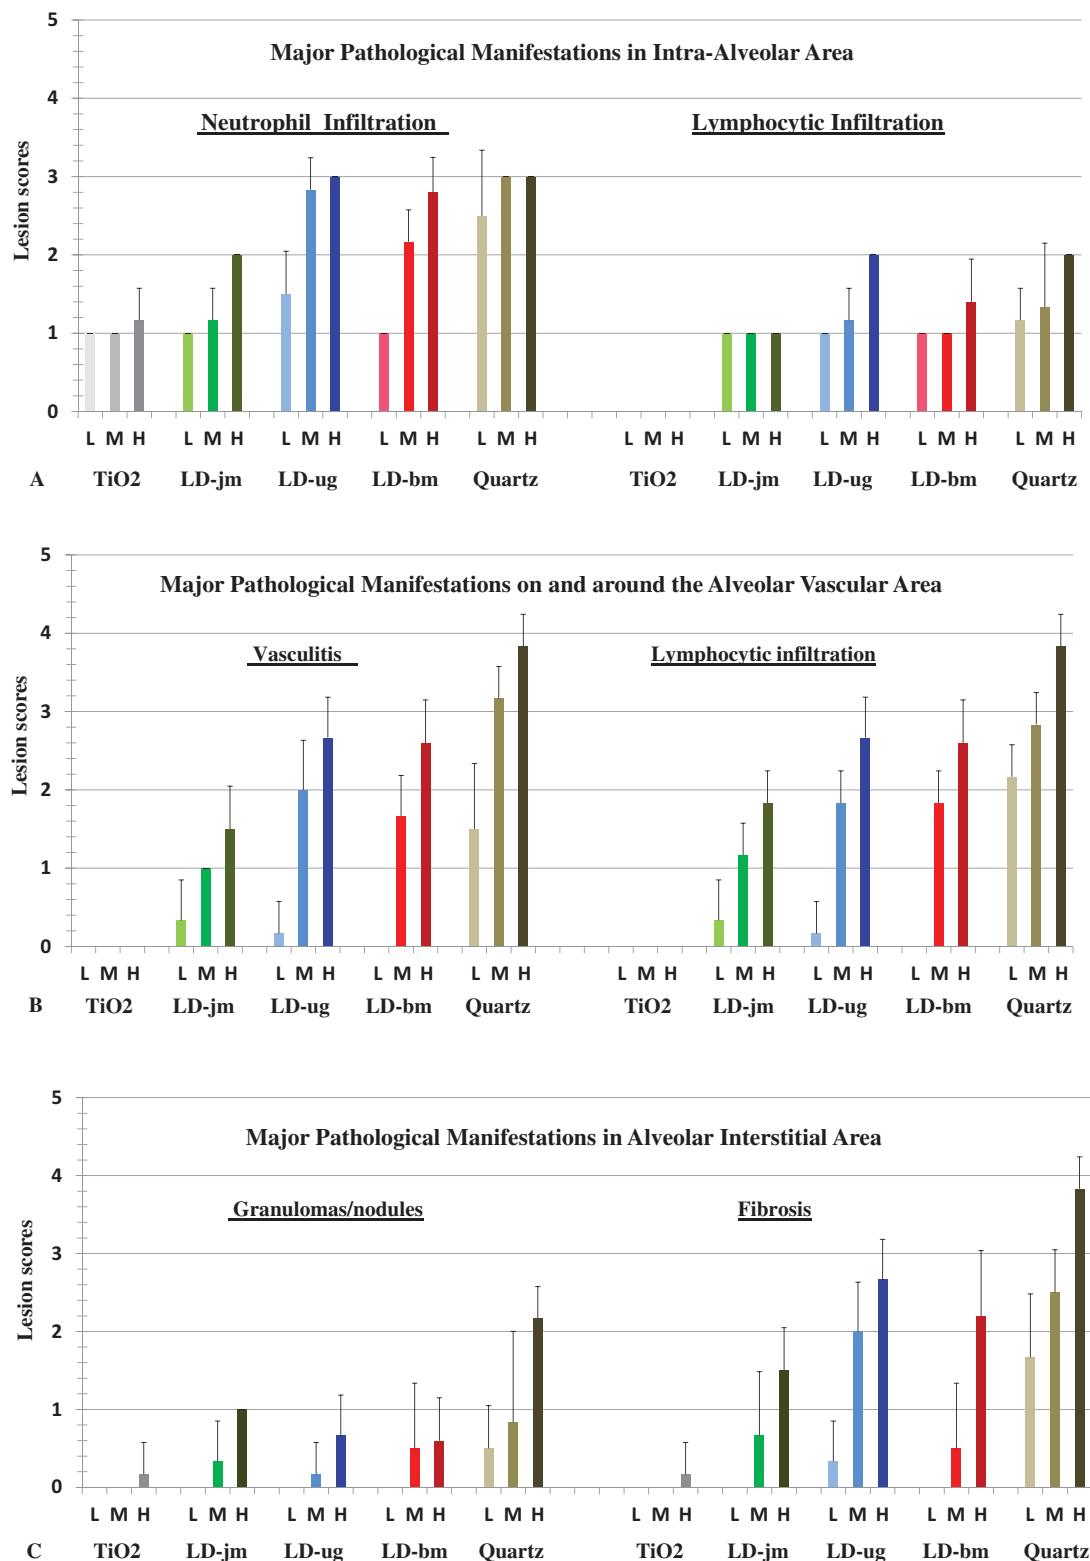 5
Major Pathological Manifestations in Intra-Alveolar Area
4
Neutrophil Infiltration Lymphocytic Infiltration
3
2
1
0
Lesion scores
L M H L M H L M H L M H L M H L M H L M H L M H L M H L M H
A TiO2 LD-jm LD-ug LD-bm Quartz TiO2 LD-jm LD-ug LD-bm Quartz
5
Major Pathological Manifestations on and around the Alveolar Vascular Area
4
Vasculitis Lymphocytic infiltration
3
2
1
0
Lesion scores
L M H L M H L M H L M H L M H L M H L M H L M H L M H L M H
B TiO2 LD-jm LD-ug LD-bm Quartz TiO2 LD-jm LD-ug LD-bm Quartz
5
Major Pathological Manifestations in Alveolar Interstitial Area
4
Granulomas/nodules Fibrosis
3
2
1
0
Lesion scores
L M H L M H L M H L M H L M H L M H L M H L M H L M H L M H
C TiO2 LD-jm LD-ug LD-bm Quartz TiO2 LD-jm LD-ug LD-bm Quartz